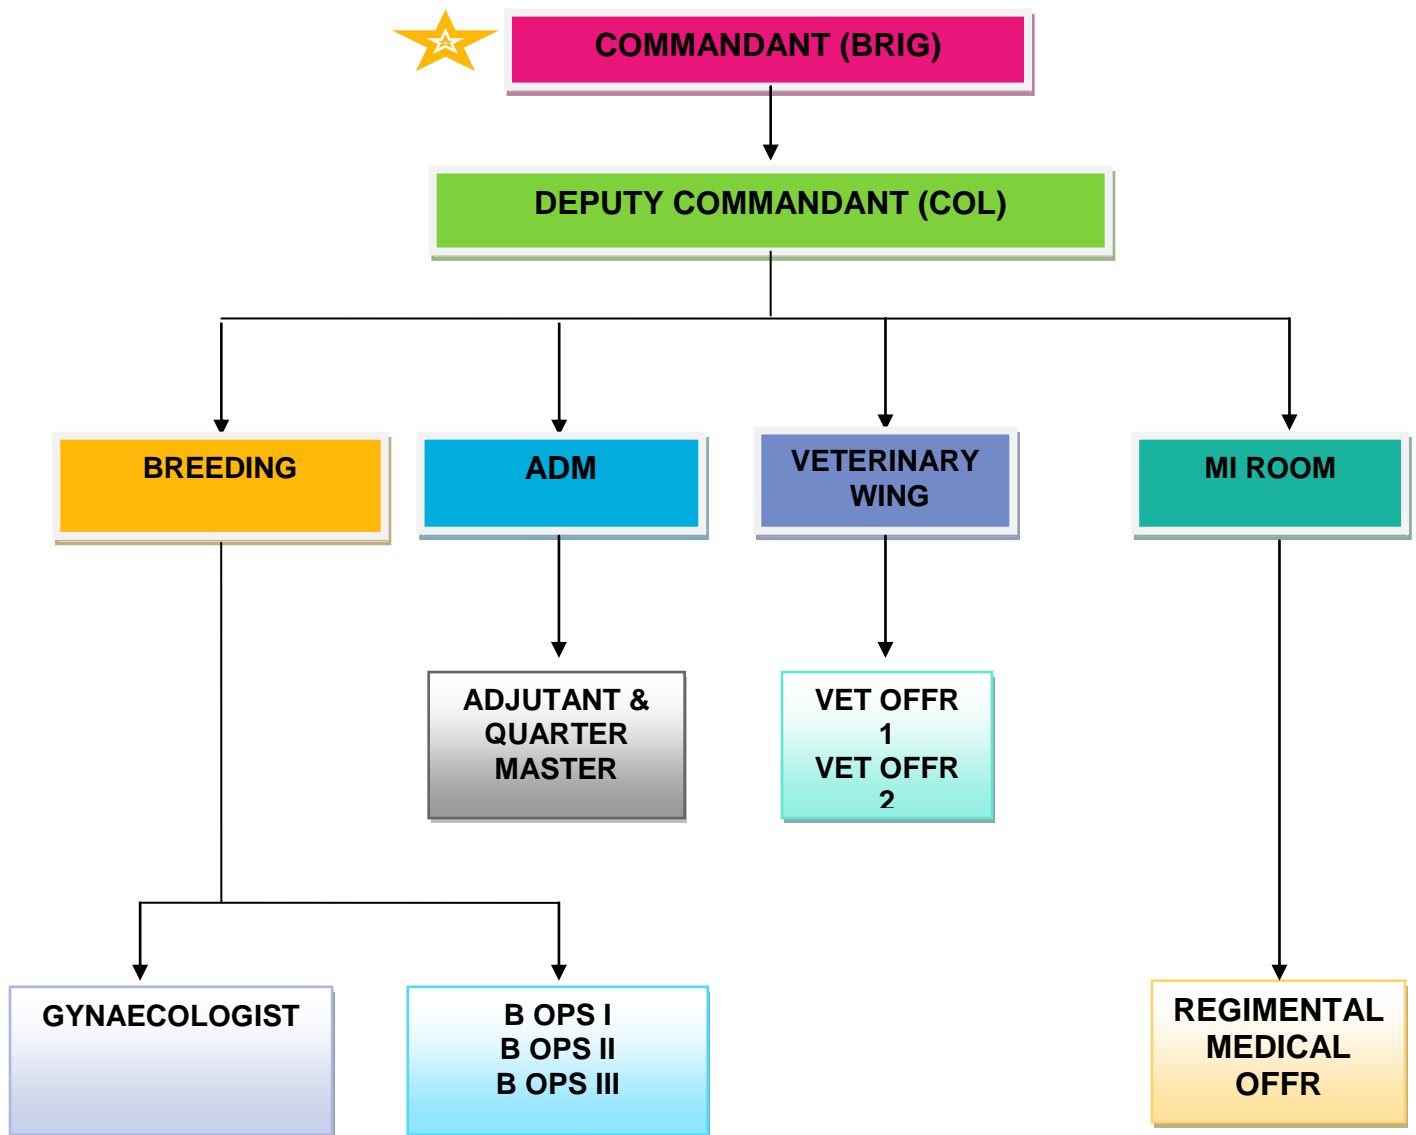 COMMANDANT (BRIG)
DEPUTY COMMANDANT (COL)
BREEDING
ADM
VETERINARY
WING
MI ROOM
ADJUTANT &
QUARTER
MASTER
VET OFFR
1
VET OFFR
2
GYNAECOLOGIST
B OPS I
B OPS II
B OPS III
REGIMENTAL
MEDICAL
OFFR